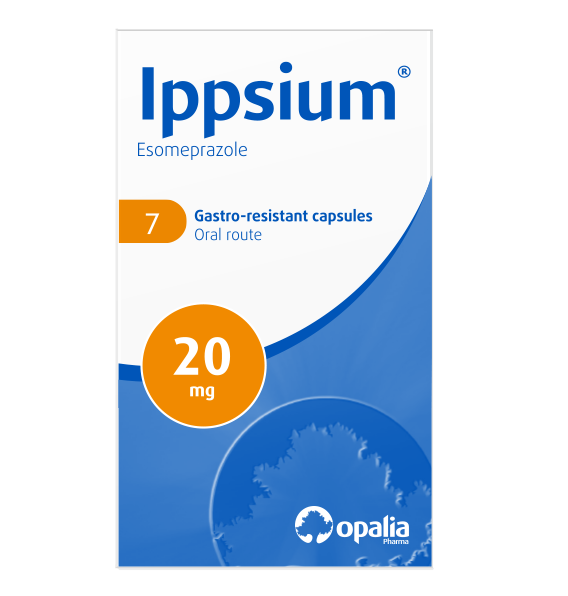 Ippsium®
Esomeprazole
7
Gastro-resistant capsules
Oral route
20
mg
opalia
Pharma